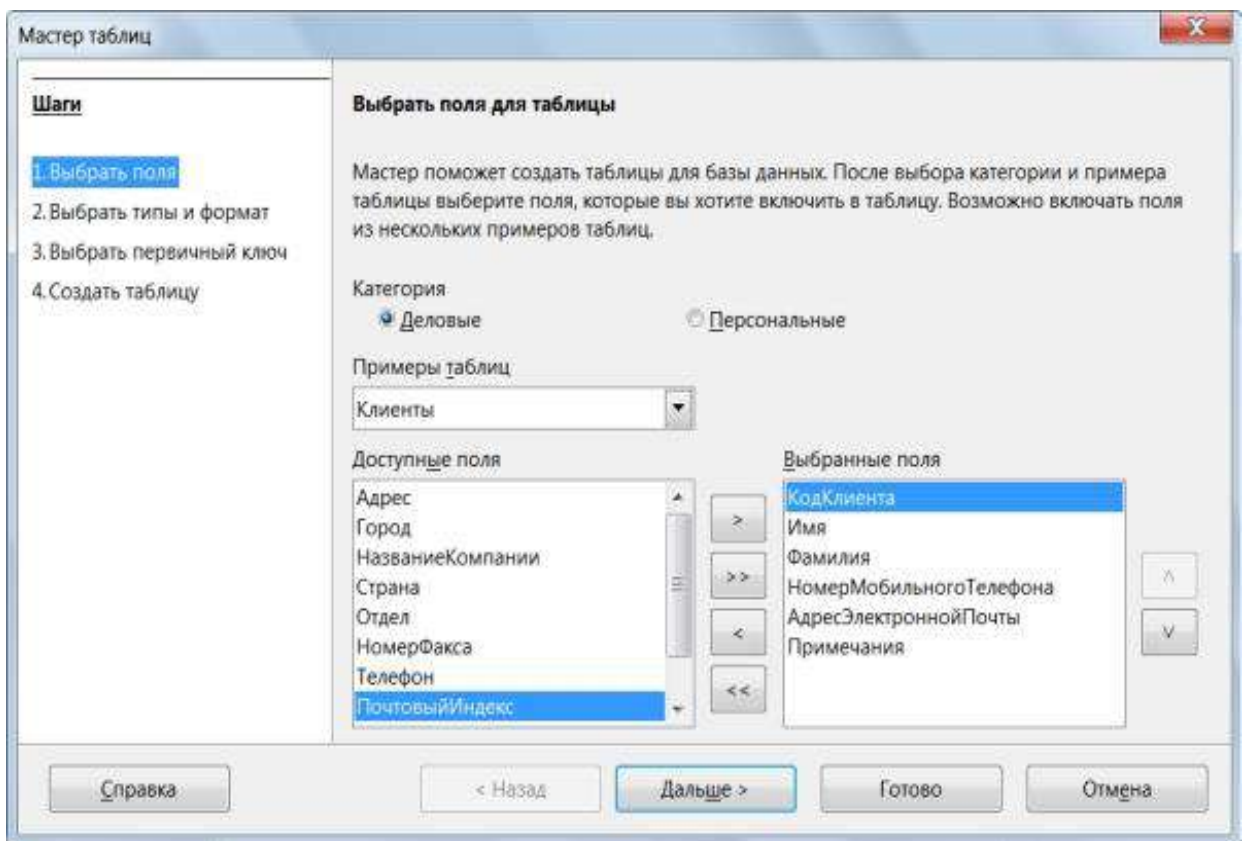 Мастер таблиц
X
Шаги
1. Выбрать поля
2. Выбрать типы и формат
3. Выбрать первичный ключ
4. Создать таблицу
Выбрать поля для таблицы
Мастер поможет создать таблицы для базы данных. После выбора категории и примера
таблицы выберите поля, которые вы хотите включить в таблицу. Возможно включать поля
из нескольких примеров таблиц.
Категория
Деловые
Персональные
Примеры таблиц
Клиенты
Доступные поля
Адрес
Город
НазваниеКомпании
Страна
Отдел
НомерФакса
Телефон
ПочтовыйИндекс
>
>>
<
<<
Выбранные поля
КодКлиента
Имя
Фамилия
НомерМобильногоТелефона
АдресЭлектроннойПочты
Примечания
Справка
< Назад
Дальше >
Готово
Отмена